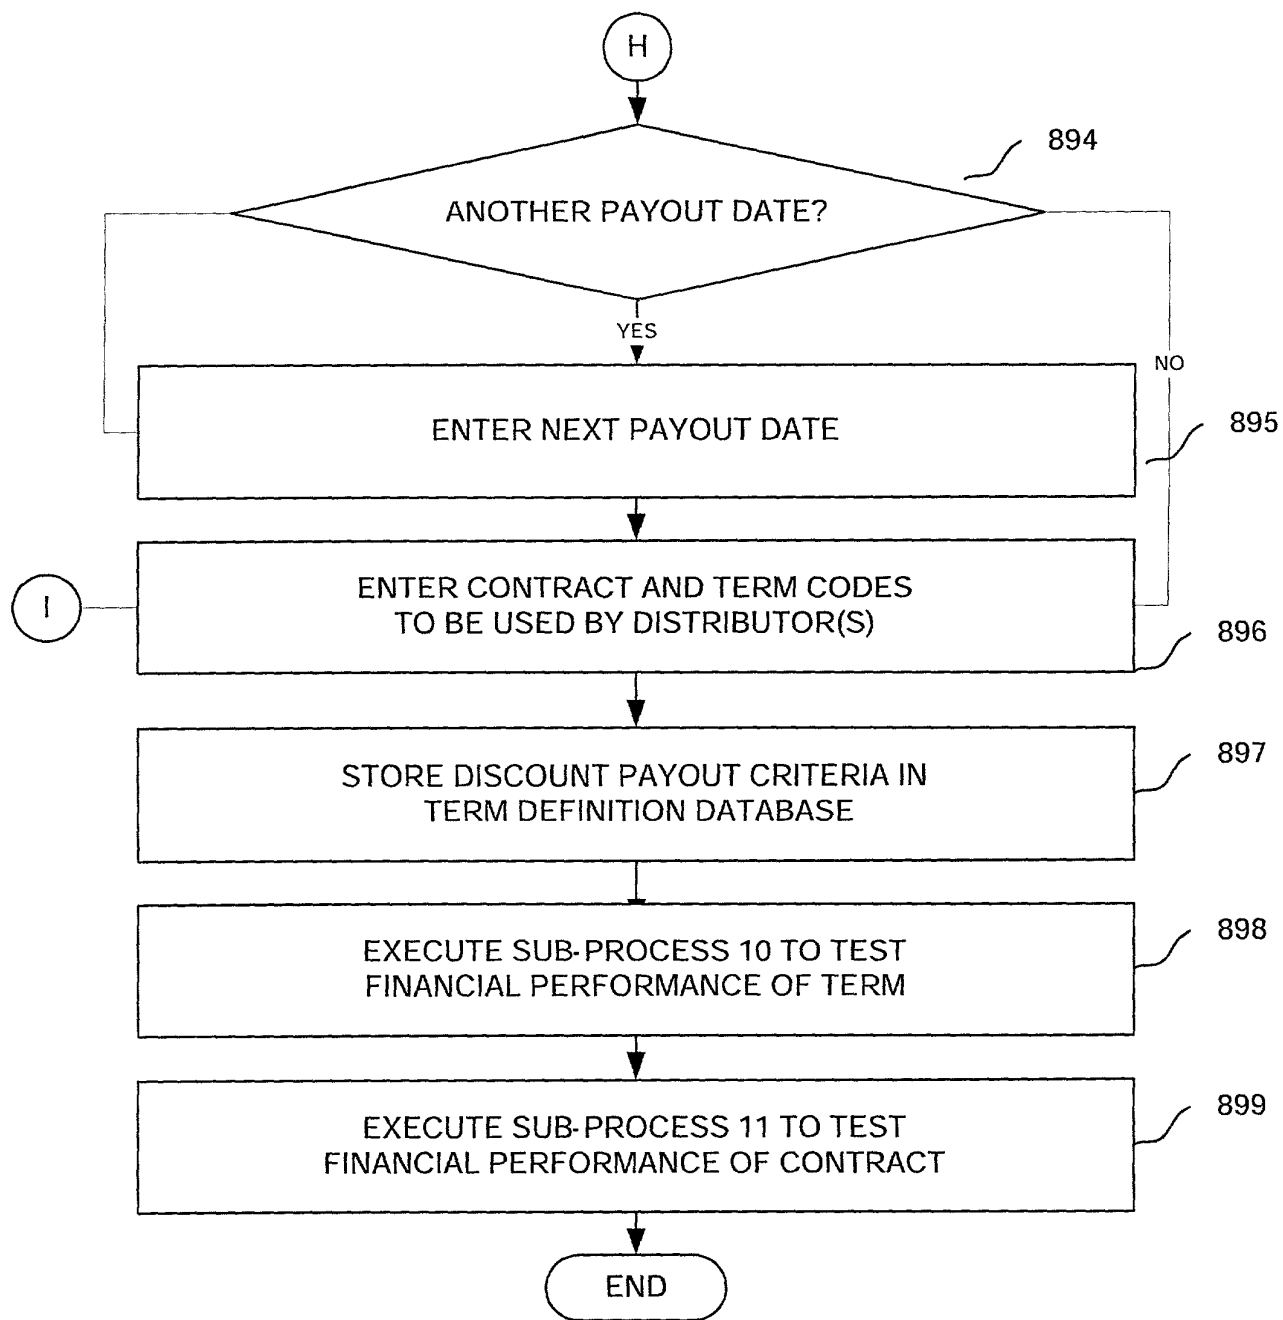 H
894
ANOTHER PAYOUT DATE?
YES
NO
895
ENTER NEXT PAYOUT DATE
I
ENTER CONTRACT AND TERM CODES
TO BE USED BY DISTRIBUTOR(S)
896
897
STORE DISCOUNT PAYOUT CRITERIA IN
TERM DEFINITION DATABASE
898
EXECUTE SUB-PROCESS 10 TO TEST
FINANCIAL PERFORMANCE OF TERM
899
EXECUTE SUB-PROCESS 11 TO TEST
FINANCIAL PERFORMANCE OF CONTRACT
END